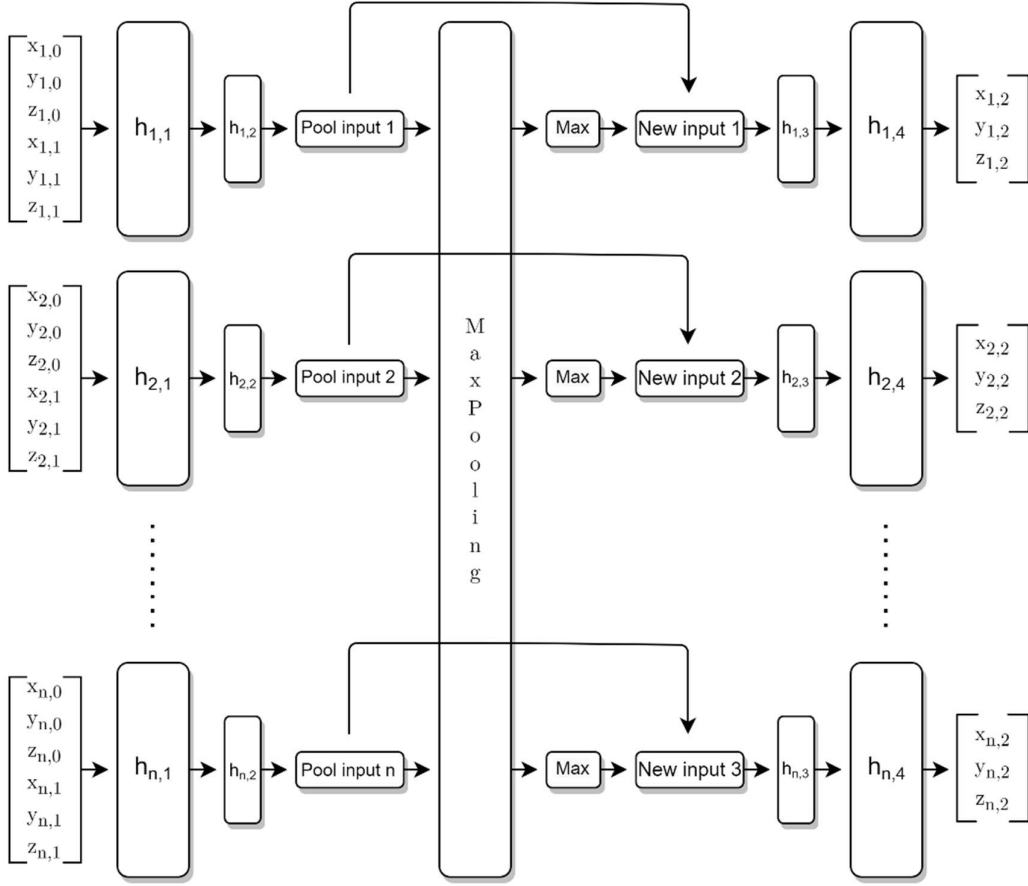 x1,0
y1,0
z1,0
x1,1
y1,1
z1,1
h1,1
h1,2
Pool input 1
Max
New input 1
h1,3
h1,4
x1,2
y1,2
z1,2
x2,0
y2,0
z2,0
x2,1
y2,1
z2,1
h2,1
h2,2
Pool input 2
MaxPooling
Max
New input 2
h2,3
h2,4
x2,2
y2,2
z2,2
xn,0
yn,0
zn,0
xn,1
yn,1
zn,1
hn,1
hn,2
Pool input n
Max
New input 3
hn,3
hn,4
xn,2
yn,2
zn,2